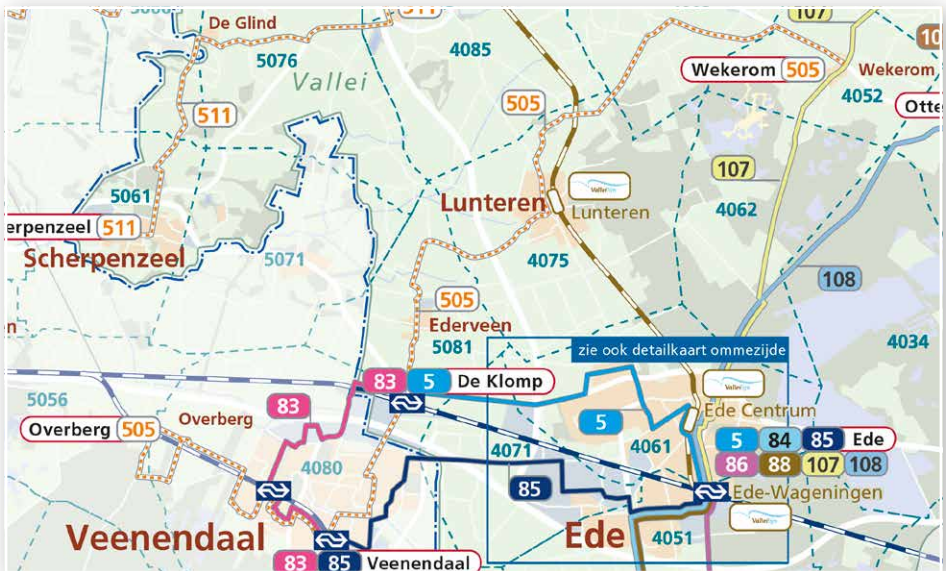 5066
De Glind
511
107
4085
5076
Vallei
Wekerom 505
Wekerom
4052
505
511
107
5061
Lunteren
Lunteren
4062
erpenzeel 511
Scherpenzeel
5071
4075
108
505
Ederveen
5081
zie ook detailkaart ommezijde
4034
83 5 De Klomp
5056
Overberg
83
Overberg 505
5
Ede Centrum
5 84 85 Ede
4080
4071
4061
86 88 107 108
85
Ede-Wageningen
Veenendaal
Ede
4051
83 85 Veenendaal